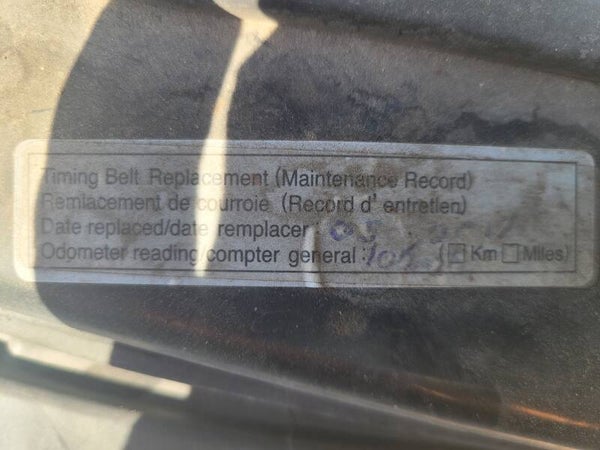 Timing Belt Replacement (Maintenance Record)
Remlacement de courroie (Record d' entretien)
Date replaced/date remplacer
Odometer reading/compter general: Km Miles)